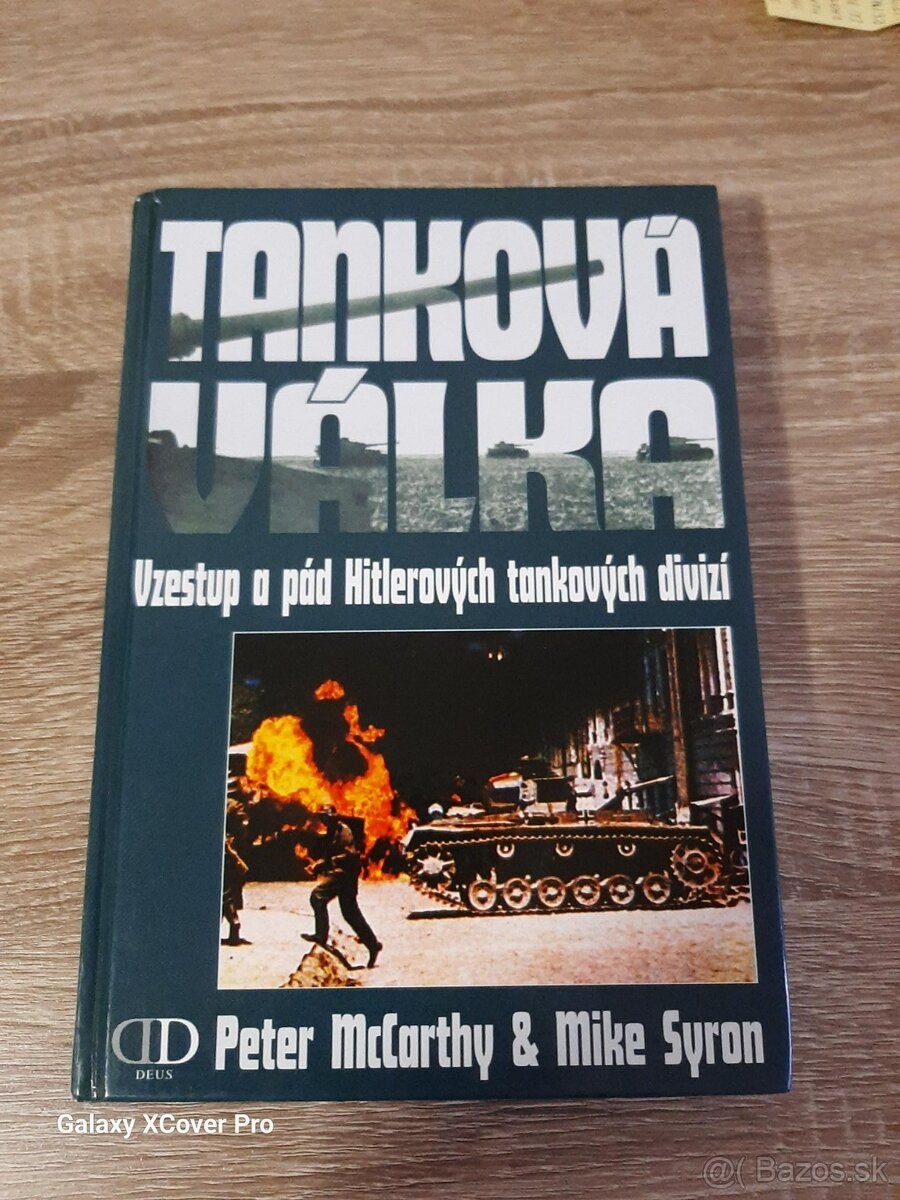 TANKOVÁ
VÁLKA
Vzestup a pád Hitlerových tankových divizí
DEUS
Peter McCarthy & Mike Syron
Galaxy XCover Pro
@( Bazos.sk